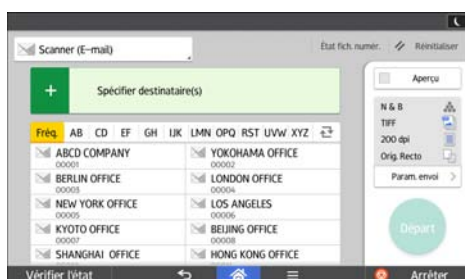 Scanner (E-mail)
État fich. numér.
Réinitialiser
+ Spécifier destinataire(s)
Aperçu
N & B
TIFF
200 dpi
Orig. Recto
Param. envoi >
Départ
Fréq. AB CD EF GH IJK LMN OPQ RST UVW XYZ
ABCD COMPANY
00001
YOKOHAMA OFFICE
00002
BERLIN OFFICE
00003
LONDON OFFICE
00004
NEW YORK OFFICE
00005
LOS ANGELES
00006
KYOTO OFFICE
00007
BEIJING OFFICE
00008
SHANGHAI OFFICE
HONG KONG OFFICE
Vérifier l'état
Arrêter